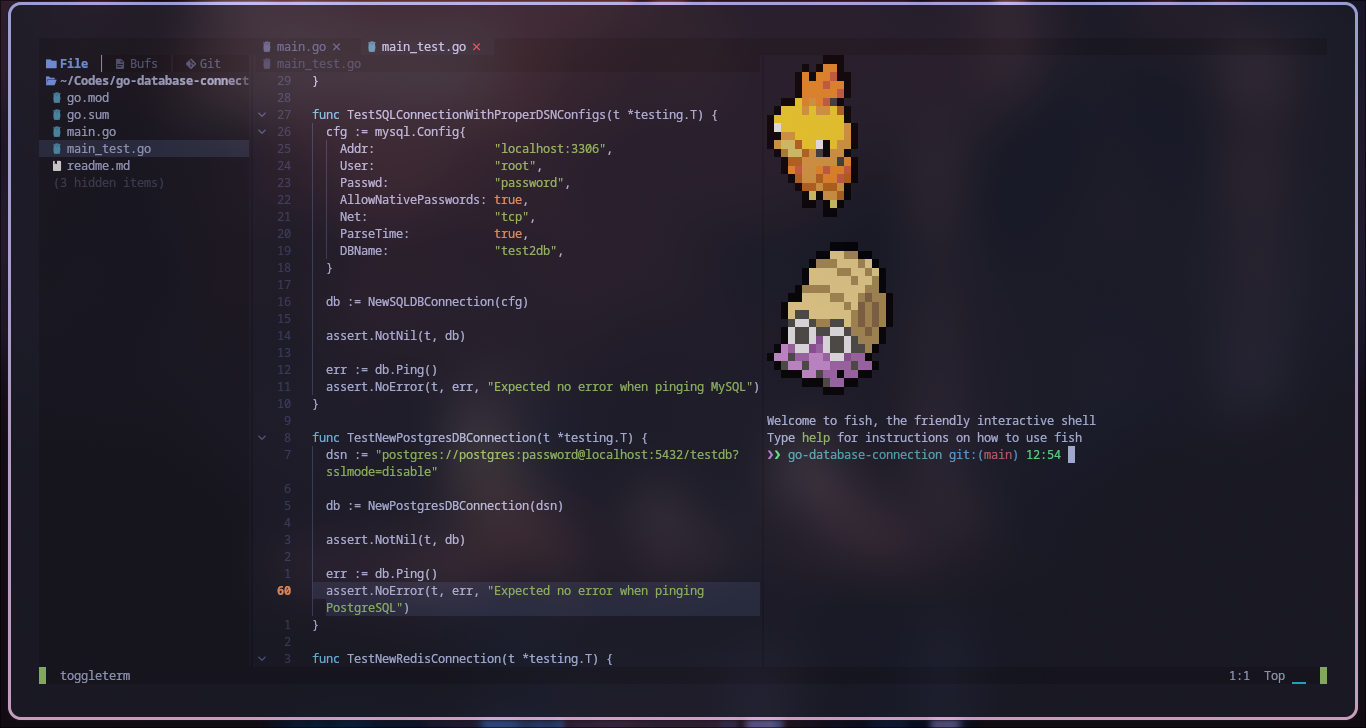 main.go ×
main_test.go ×
File
Bufs
Git
main_test.go
~/Codes/go-database-connect
go.mod
go.sum
main.go
main_test.go
readme.md
(3 hidden items)
29 }
28
27 func TestSQLConnectionWithProperDSNConfigs(t *testing.T) {
26 cfg := mysql.Config{
25 Addr: "localhost:3306",
24 User: "root",
23 Passwd: "password",
22 AllowNativePasswords: true,
21 Net: "tcp",
20 ParseTime: true,
19 DBName: "test2db",
18 }
17
16 db := NewSQLDBConnection(cfg)
15
14 assert.NotNil(t, db)
13
12 err := db.Ping()
11 assert.NoError(t, err, "Expected no error when pinging MySQL")
10 }
9
8 func TestNewPostgresDBConnection(t *testing.T) {
7 dsn := "postgres://postgres:password@localhost:5432/testdb?
sslmode=disable"
6
5 db := NewPostgresDBConnection(dsn)
4
3 assert.NotNil(t, db)
2
1 err := db.Ping()
60 assert.NoError(t, err, "Expected no error when pinging
PostgreSQL")
1 }
2
3 func TestNewRedisConnection(t *testing.T) {
Welcome to fish, the friendly interactive shell
Type help for instructions on how to use fish
❯❯ go-database-connection git:(main) 12:54
toggleterm
1:1 Top